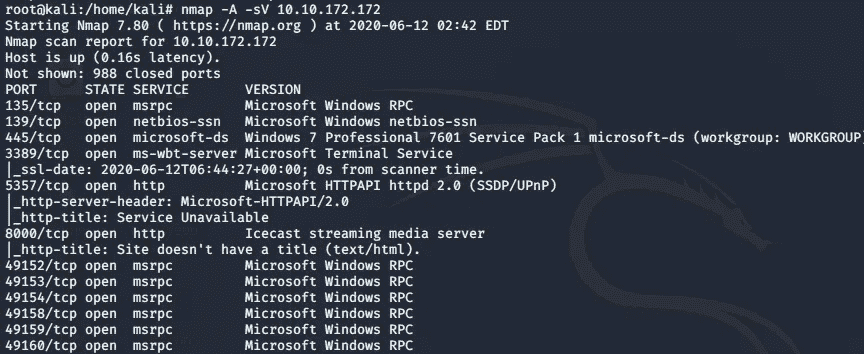 root@kali:/home/kali# nmap -A -sV 10.10.172.172
Starting Nmap 7.80 ( https://nmap.org ) at 2020-06-12 02:42 EDT
Nmap scan report for 10.10.172.172
Host is up (0.16s latency).
Not shown: 988 closed ports
PORT      STATE SERVICE       VERSION
135/tcp   open  msrpc         Microsoft Windows RPC
139/tcp   open  netbios-ssn   Microsoft Windows netbios-ssn
445/tcp   open  microsoft-ds  Windows 7 Professional 7601 Service Pack 1 microsoft-ds (workgroup: WORKGROUP)
3389/tcp  open  ms-wbt-server Microsoft Terminal Service
|_ssl-date: 2020-06-12T06:44:27+00:00; 0s from scanner time.
5357/tcp  open  http          Microsoft HTTPAPI httpd 2.0 (SSDP/UPnP)
|_http-server-header: Microsoft-HTTPAPI/2.0
|_http-title: Service Unavailable
8000/tcp  open  http          Icecast streaming media server
|_http-title: Site doesn't have a title (text/html).
49152/tcp open  msrpc         Microsoft Windows RPC
49153/tcp open  msrpc         Microsoft Windows RPC
49154/tcp open  msrpc         Microsoft Windows RPC
49158/tcp open  msrpc         Microsoft Windows RPC
49159/tcp open  msrpc         Microsoft Windows RPC
49160/tcp open  msrpc         Microsoft Windows RPC